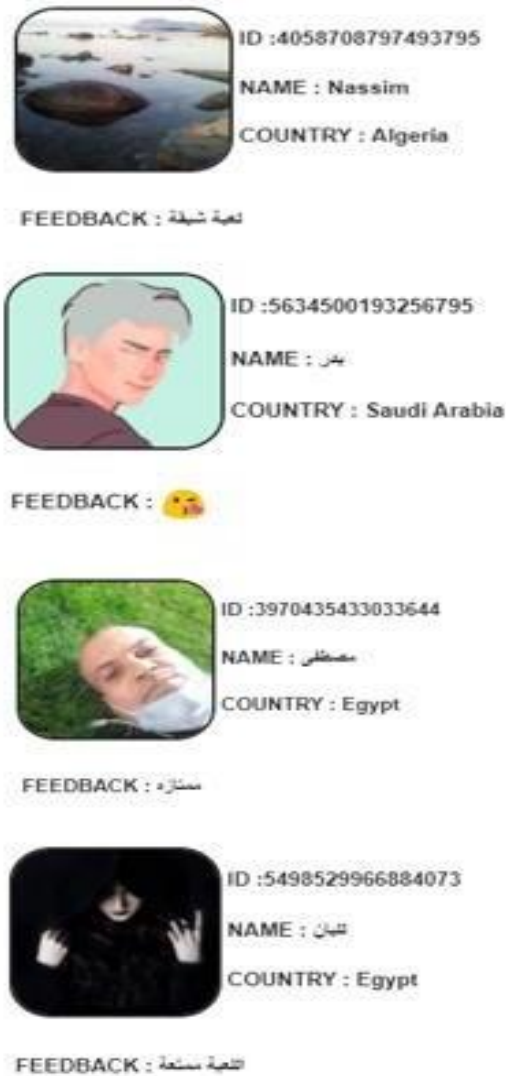 ID :4058708797493795
NAME : Nassim
COUNTRY : Algeria
FEEDBACK : لعبة شيقة
ID :5634500193256795
NAME : بدر
COUNTRY : Saudi Arabia
FEEDBACK : 😘
ID :3970435433033644
NAME : مصطفى
COUNTRY : Egypt
FEEDBACK : ممتازه
ID :5498529966884073
NAME :
COUNTRY : Egypt
FEEDBACK : اللعبة ممتعة